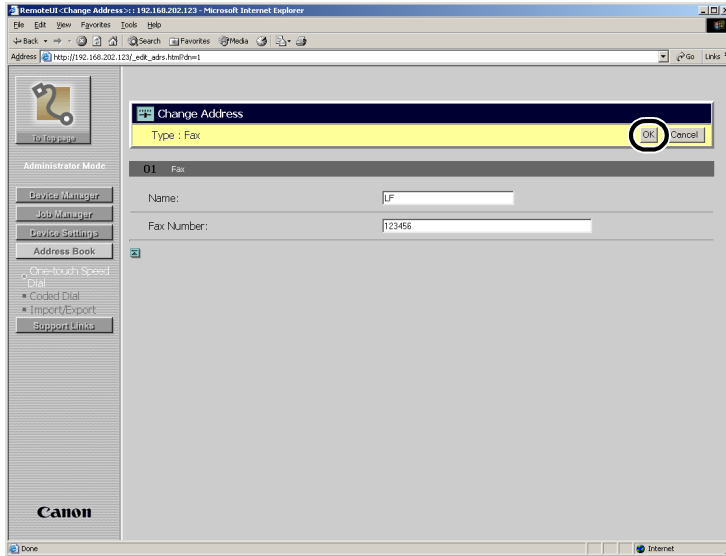 RemoteUI <Change Address>:: 192.168.202.123 - Microsoft Internet Explorer
File Edit View Favorites Tools Help
Back Search Favorites Media
Address http://192.168.202.123/_edit_adrs.html?dn=1 Go Links
To Top page
Change Address
Type : Fax OK Cancel
Administrator Mode
01 Fax
Device Manager
Name: LF
Job Manager
Fax Number: 123456
Device Settings
Address Book
One-touch Speed
Dial
Coded Dial
Import/Export
Support Links
Canon
Done Internet